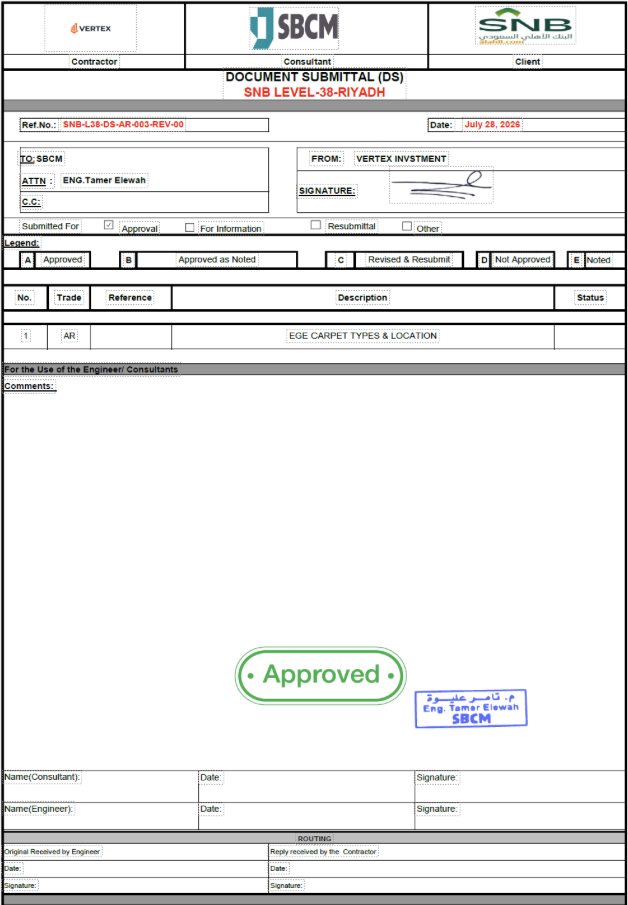 VERTEX
SBCM
SNB
البنك الأهلي السعودي
Contractor
Consultant
Client
DOCUMENT SUBMITTAL (DS)
SNB LEVEL-38-RIYADH
Ref.No.: SNB-L38-DS-AR-003-REV-00
Date: July 28, 2026
TO:SBCM
FROM: VERTEX INVSTMENT
ATTN : ENG.Tamer Elewah
SIGNATURE:
C.C:
Submitted For ☑ Approval ☐ For Information ☐ Resubmittal ☐ Other
Legend:
A Approved B Approved as Noted C Revised & Resubmit D Not Approved E Noted
No. Trade Reference Description Status
1 AR EGE CARPET TYPES & LOCATION
For the Use of the Engineer/ Consultants
Comments:
Approved
م. تامر عليوة
Eng. Tamer Elewah
SBCM
Name(Consultant): Date: Signature:
Name(Engineer): Date: Signature:
ROUTING
Original Received by Engineer Reply received by the Contractor
Date: Date:
Signature: Signature: